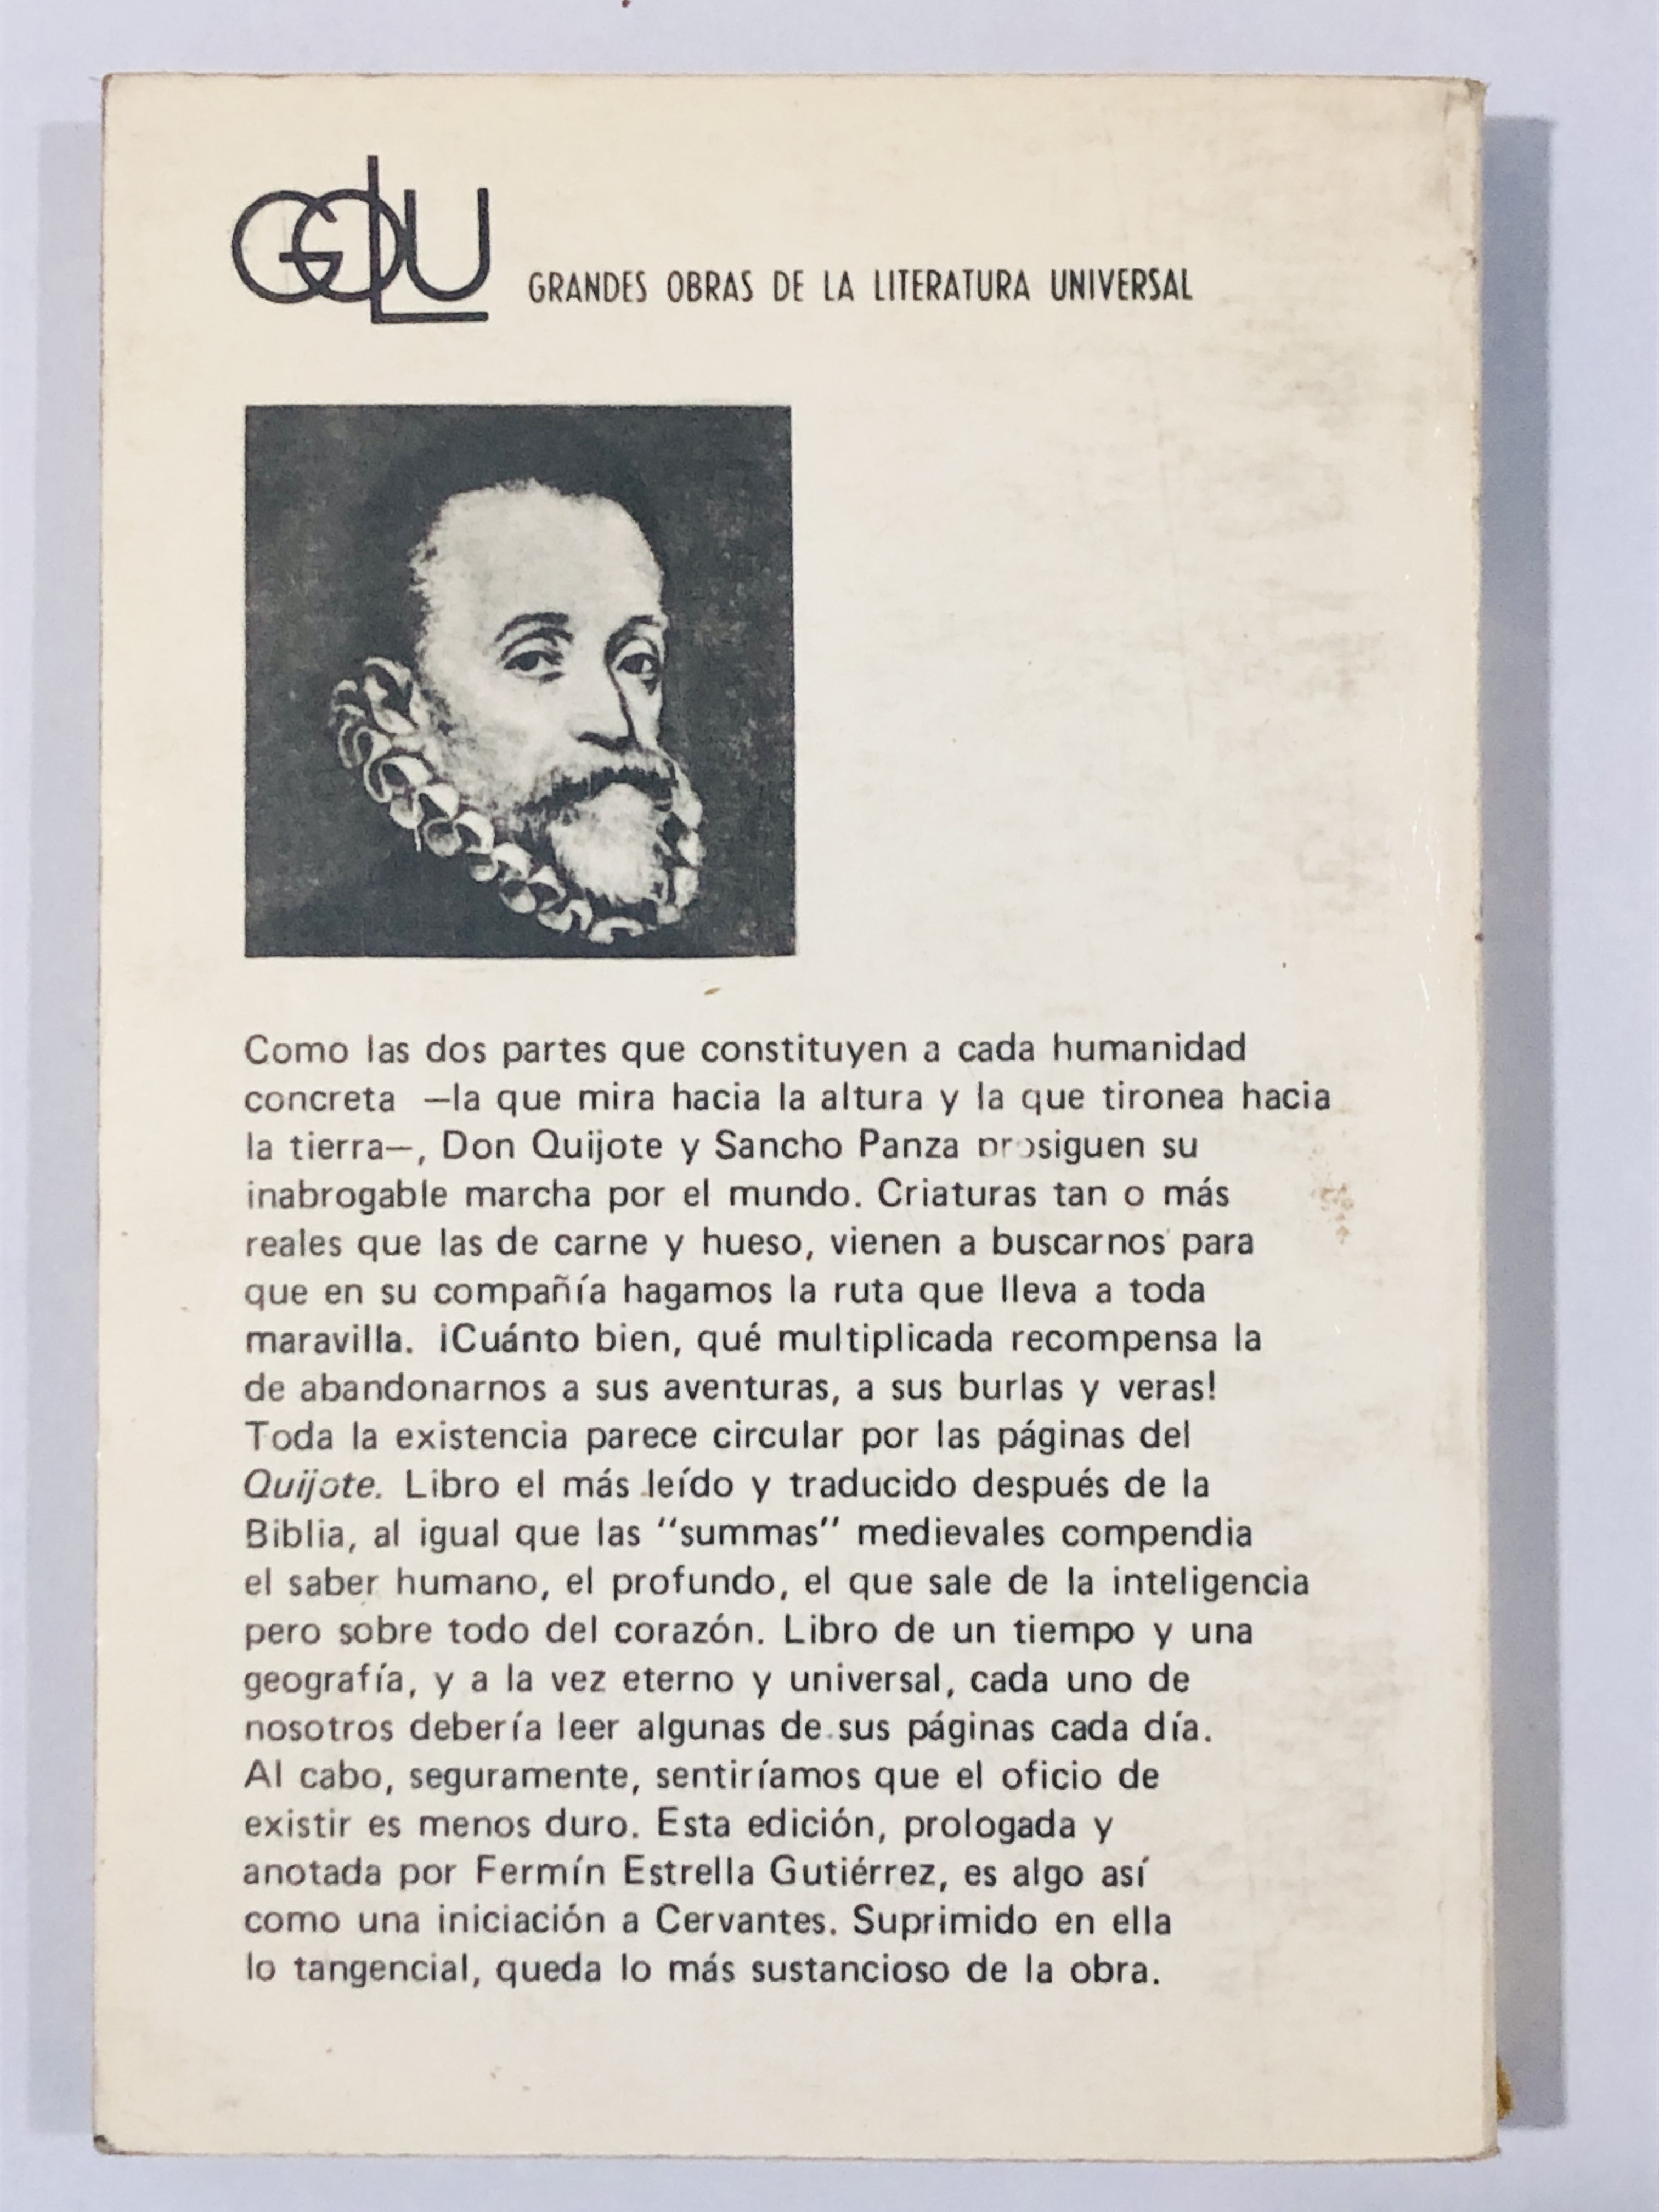 GOLU
GRANDES OBRAS DE LA LITERATURA UNIVERSAL
Como las dos partes que constituyen a cada humanidad
concreta —la que mira hacia la altura y la que tironea hacia
la tierra—, Don Quijote y Sancho Panza prosiguen su
inabrogable marcha por el mundo. Criaturas tan o más
reales que las de carne y hueso, vienen a buscarnos para
que en su compañía hagamos la ruta que lleva a toda
maravilla. ¡Cuánto bien, qué multiplicada recompensa la
de abandonarnos a sus aventuras, a sus burlas y veras!
Toda la existencia parece circular por las páginas del
Quijote. Libro el más leído y traducido después de la
Biblia, al igual que las "summas" medievales compendia
el saber humano, el profundo, el que sale de la inteligencia
pero sobre todo del corazón. Libro de un tiempo y una
geografía, y a la vez eterno y universal, cada uno de
nosotros debería leer algunas de sus páginas cada día.
Al cabo, seguramente, sentiríamos que el oficio de
existir es menos duro. Esta edición, prologada y
anotada por Fermín Estrella Gutiérrez, es algo así
como una iniciación a Cervantes. Suprimido en ella
lo tangencial, queda lo más sustancioso de la obra.